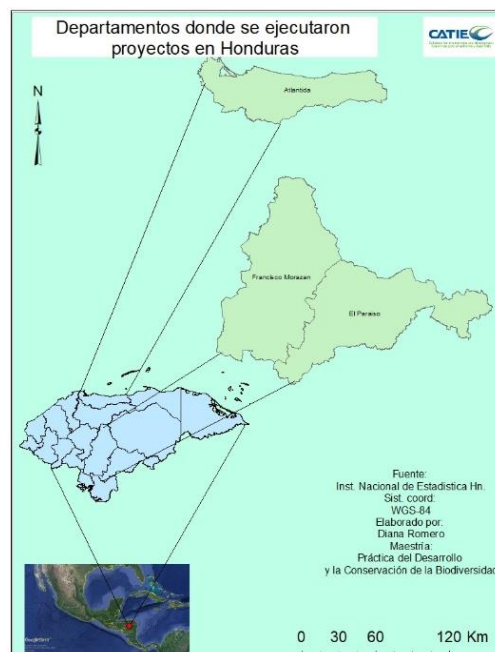 Departamentos donde se ejecutaron
proyectos en Honduras
CATIE
N
Atlantida
Francisco Morazan
El Paraiso
Fuente:
Inst. Nacional de Estadistica Hn.
Sist. coord:
WGS-84
Elaborado por:
Diana Romero
Maestría:
Práctica del Desarrollo
y la Conservación de la Biodiversidad
0 30 60 120 Km